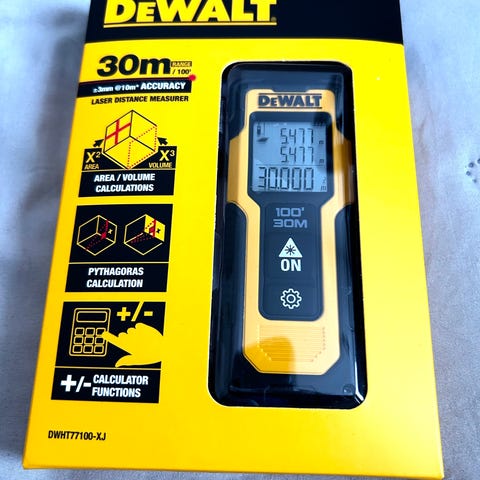 DEWALT
30m RANGE / 100'
±3mm @10m* ACCURACY
LASER DISTANCE MEASURER
X² AREA
X³ VOLUME
AREA / VOLUME
CALCULATIONS
PYTHAGORAS
CALCULATION
+/-
+/- CALCULATOR
FUNCTIONS
DWHT77100-XJ
DEWALT
5.477
5.477
30.000
100'
30M
ON